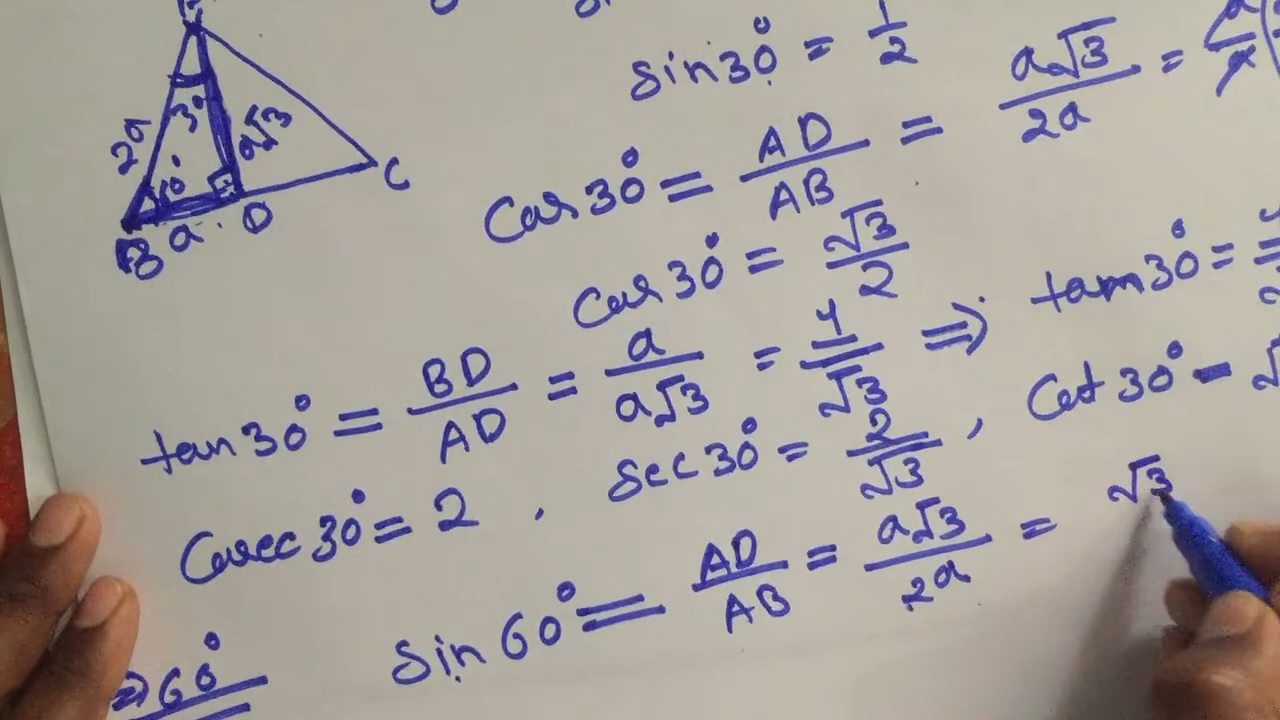 sin30° = 1/2
cos30° = AD/AB = a√3/2a =
cos30° = √3/2
tan30° = BD/AD = a/a√3 = 1/√3 ⇒ tan30° =
cosec30° = 2 , sec30° = 2/√3 , cot30° = √
⇒60°
sin60° = AD/AB = a√3/2a = √3
2a
30°
a√3
60°
B
a
D
C